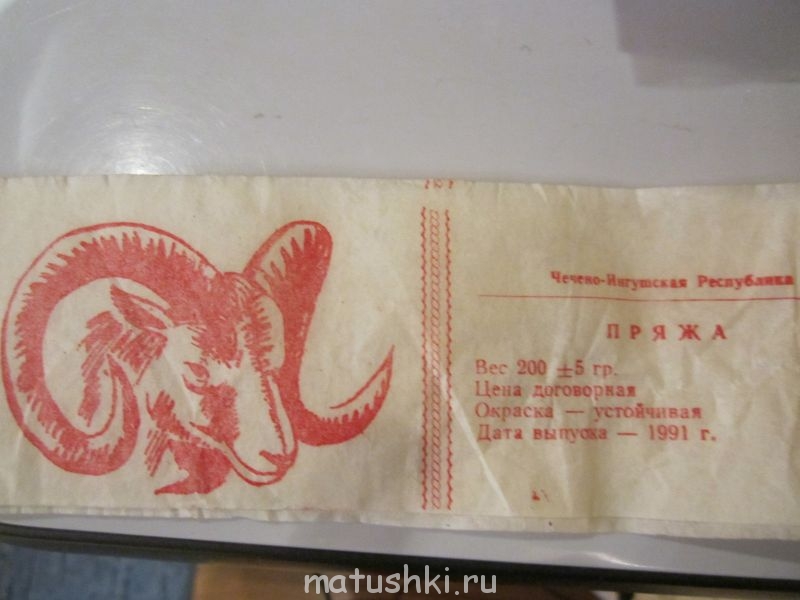 Чечено-Ингушская Республика
ПРЯЖА
Вес 200 ±5 гр.
Цена договорная
Окраска — устойчивая
Дата выпуска — 1991 г.
matushki.ru